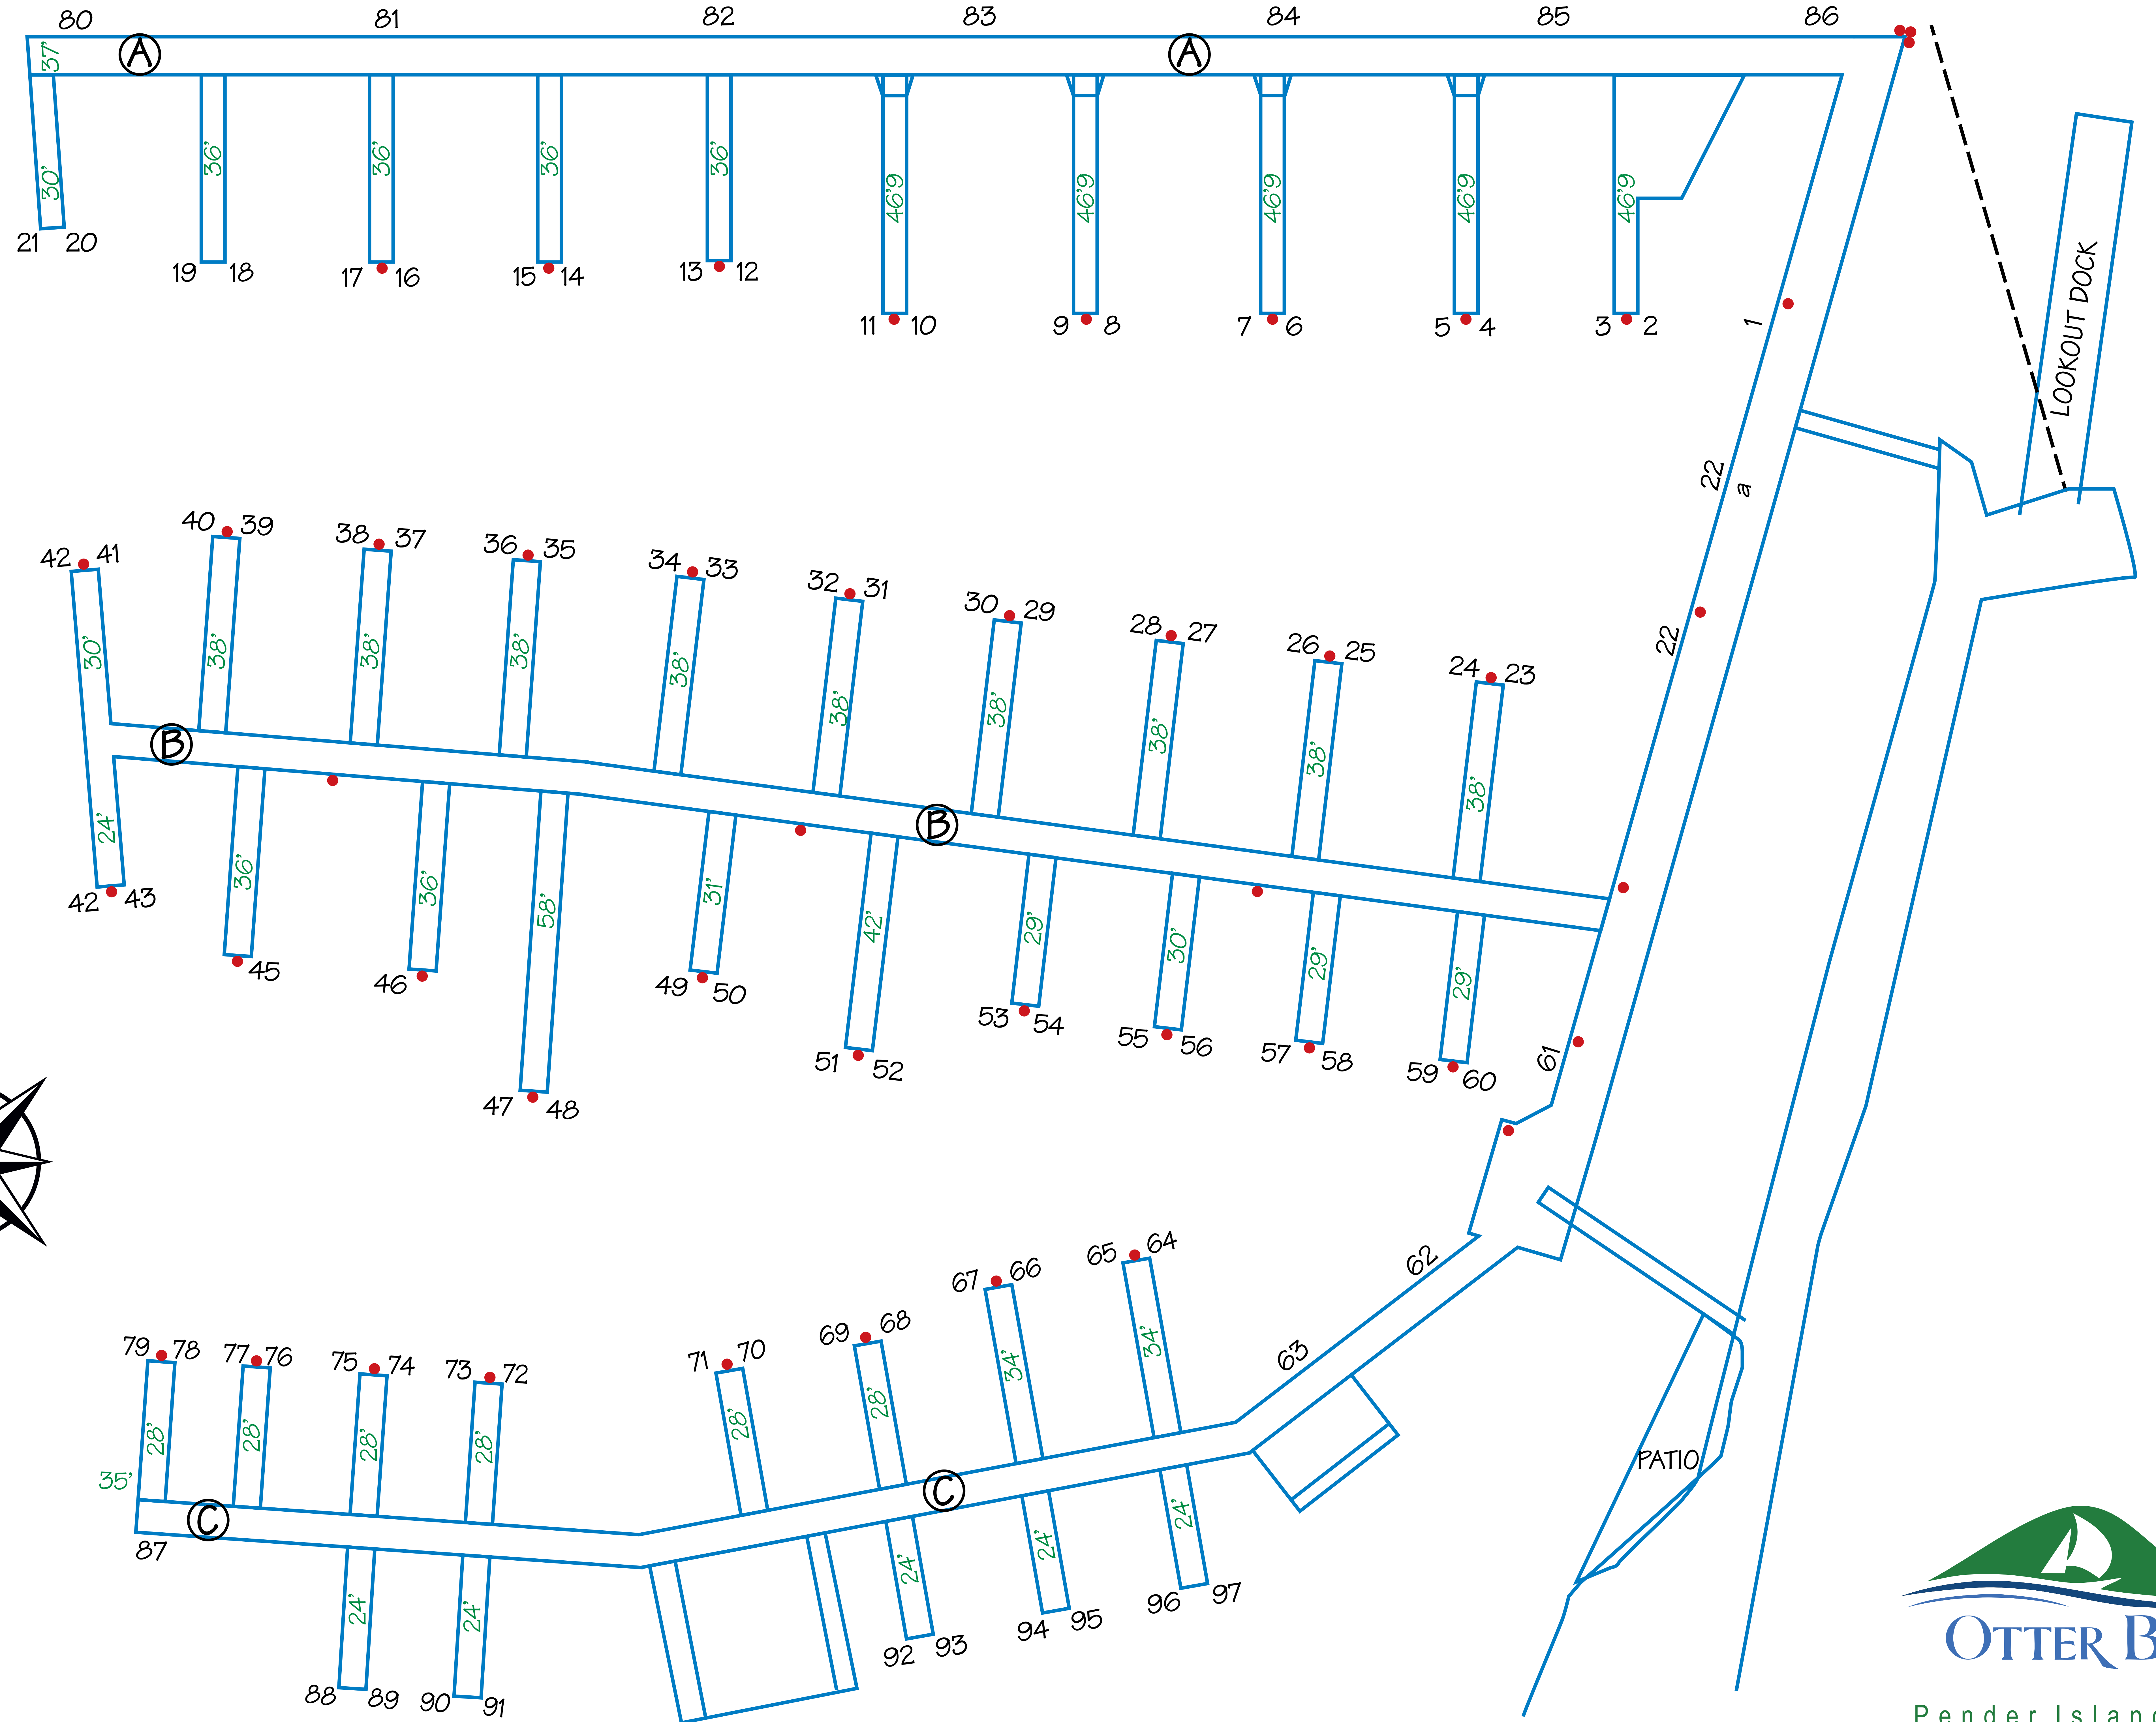 80 81 82 83 84 85 86
A A
37'
30' 36' 36' 36' 36' 46'9 46'9 46'9 46'9 46'9
21 20 19 18 17 16 15 14 13 12 11 10 9 8 7 6 5 4 3 2
1
LOOKOUT DOCK
22 a
22
42 41 40 39 38 37 36 35 34 33 32 31 30 29 28 27 26 25 24 23
30' 38' 38' 38' 38' 38' 38' 38' 38' 38'
B B
24' 36' 36' 58' 31' 42' 29' 30' 29' 29'
42 43 45 46 47 48 49 50 51 52 53 54 55 56 57 58 59 60
61
62
63
79 78 77 76 75 74 73 72 71 70 69 68 67 66 65 64
28' 28' 28' 28' 28' 28' 34' 34'
35'
C C
87
24' 24' 24' 24' 24'
88 89 90 91 92 93 94 95 96 97
PATIO
OTTER B
Pender Islan